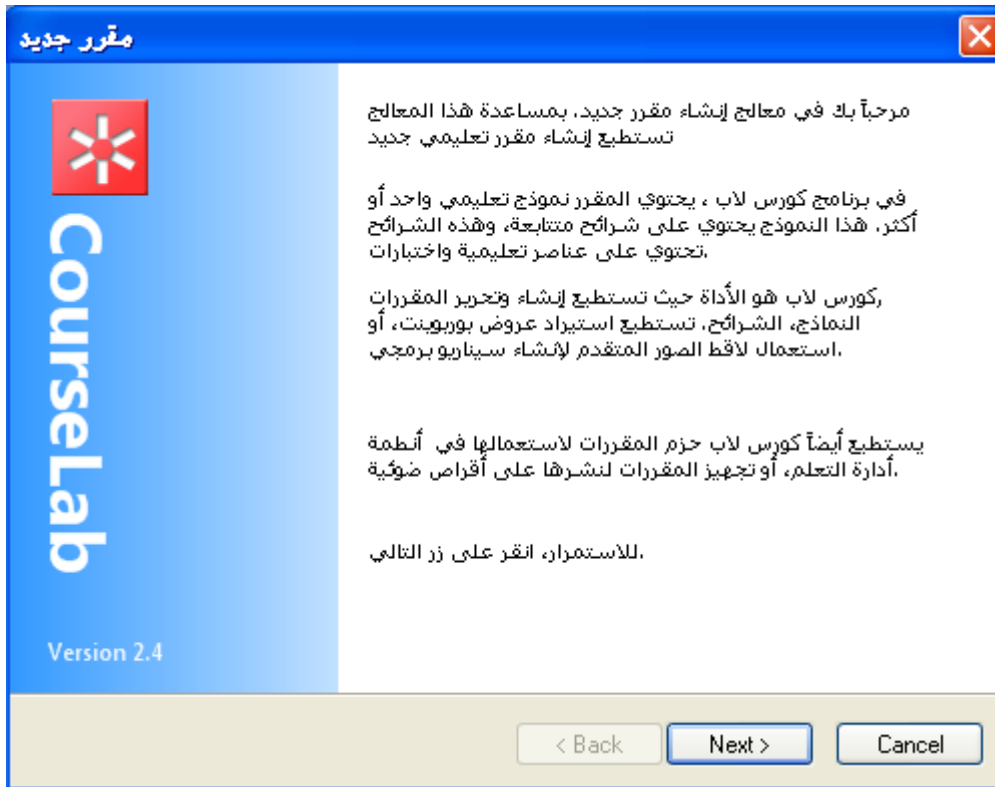 مقرر جديد
CourseLab
Version 2.4
مرحباً بك في معالج إنشاء مقرر جديد. بمساعدة هذا المعالج
تستطيع إنشاء مقرر تعليمي جديد
في برنامج كورس لاب ، يحتوي المقرر نموذج تعليمي واحد أو
أكثر. هذا النموذج يحتوي على شرائح متتابعة، وهذه الشرائح
.تحتوي على عناصر تعليمية واختبارات
,كورس لاب هو الأداة حيث تستطيع إنشاء وتحرير المقررات
النماذج، الشرائح. تستطيع استيراد عروض بوربوينت، أو
.استعمال لاقط الصور المتقدم لإنشاء سيناريو برمجي
يستطيع أيضاً كورس لاب حزم المقررات لاستعمالها في أنظمة
.أدارة التعلم، أو تجهيز المقررات لنشرها على أقراص ضوئية
.للاستمرار، انقر على زر التالي
< Back
Next >
Cancel